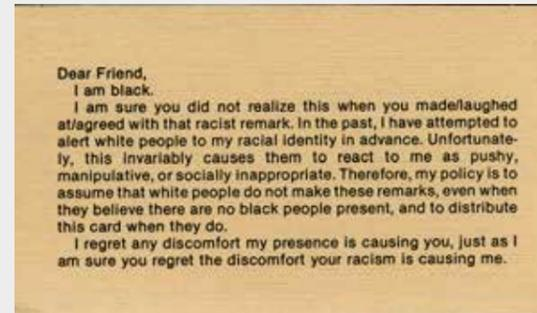 Dear Friend,
I am black.
I am sure you did not realize this when you made/laughed
at/agreed with that racist remark. In the past, I have attempted to
alert white people to my racial identity in advance. Unfortunate-
ly, this invariably causes them to react to me as pushy,
manipulative, or socially inappropriate. Therefore, my policy is to
assume that white people do not make these remarks, even when
they believe there are no black people present, and to distribute
this card when they do.
I regret any discomfort my presence is causing you, just as I
am sure you regret the discomfort your racism is causing me.